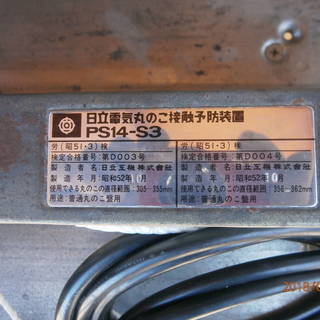 日立電気丸のこ接触予防装置
PS14-S3
労(昭51・3)検
検定合格番号：第D003号
製造者名：日立工機株式会社
製造年月：昭和52年10月
使用できる丸のこの直径範囲：305〜355mm
用途：普通丸のこ盤用
労(昭51・3)検
検定合格番号：第D004号
製造者名：日立工機株式会社
製造年月：昭和52年10月
使用できる丸のこの直径範囲：356〜362mm
用途：普通丸のこ盤用